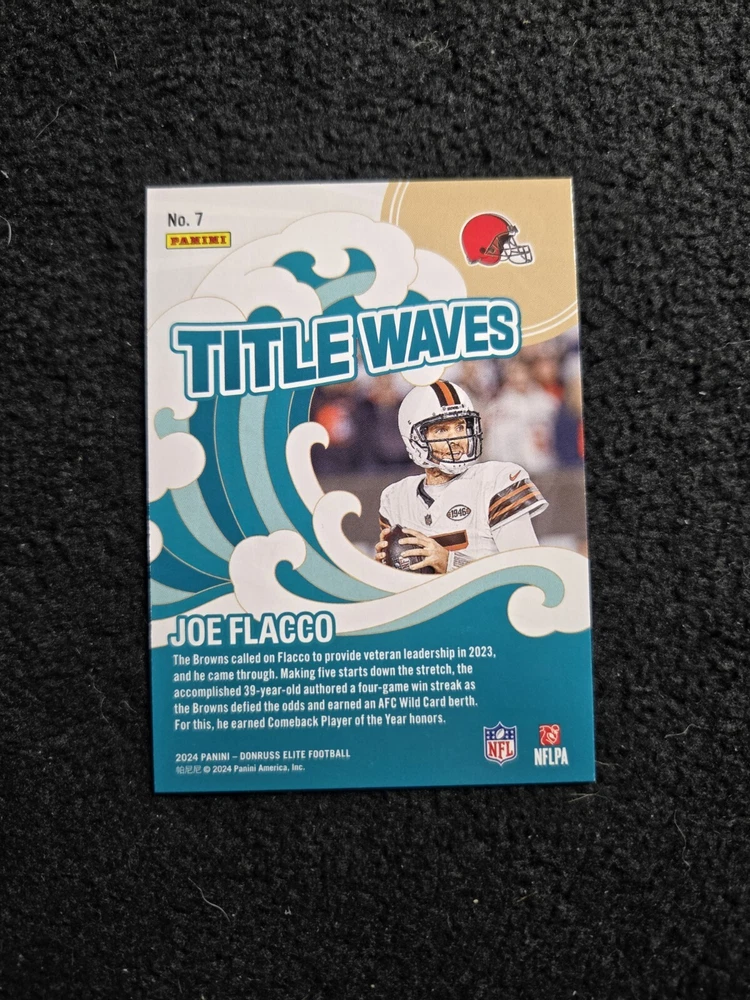 No. 7
PANINI
TITLE WAVES
1946
JOE FLACCO
The Browns called on Flacco to provide veteran leadership in 2023,
and he came through. Making five starts down the stretch, the
accomplished 39-year-old authored a four-game win streak as
the Browns defied the odds and earned an AFC Wild Card berth.
For this, he earned Comeback Player of the Year honors.
NFL
NFLPA
2024 PANINI – DONRUSS ELITE FOOTBALL
帕尼尼 © 2024 Panini America, Inc.